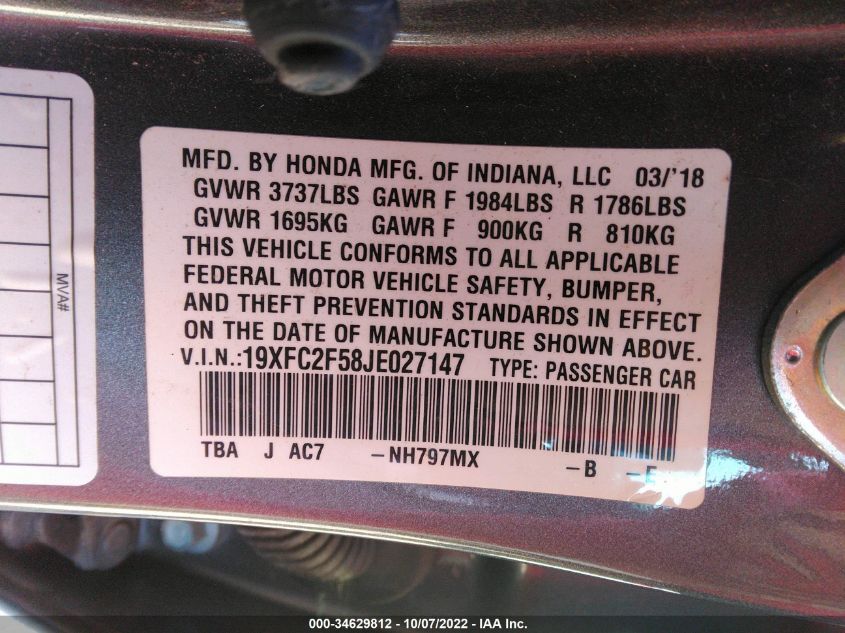 MFD. BY HONDA MFG. OF INDIANA, LLC 03/'18
GVWR 3737LBS GAWR F 1984LBS R 1786LBS
GVWR 1695KG GAWR F 900KG R 810KG
THIS VEHICLE CONFORMS TO ALL APPLICABLE
FEDERAL MOTOR VEHICLE SAFETY, BUMPER,
AND THEFT PREVENTION STANDARDS IN EFFECT
ON THE DATE OF MANUFACTURE SHOWN ABOVE.
V.I.N.:19XFC2F58JE027147 TYPE: PASSENGER CAR
TBA J AC7 -NH797MX -B
MVA#
000-34629812 - 10/07/2022 - IAA Inc.